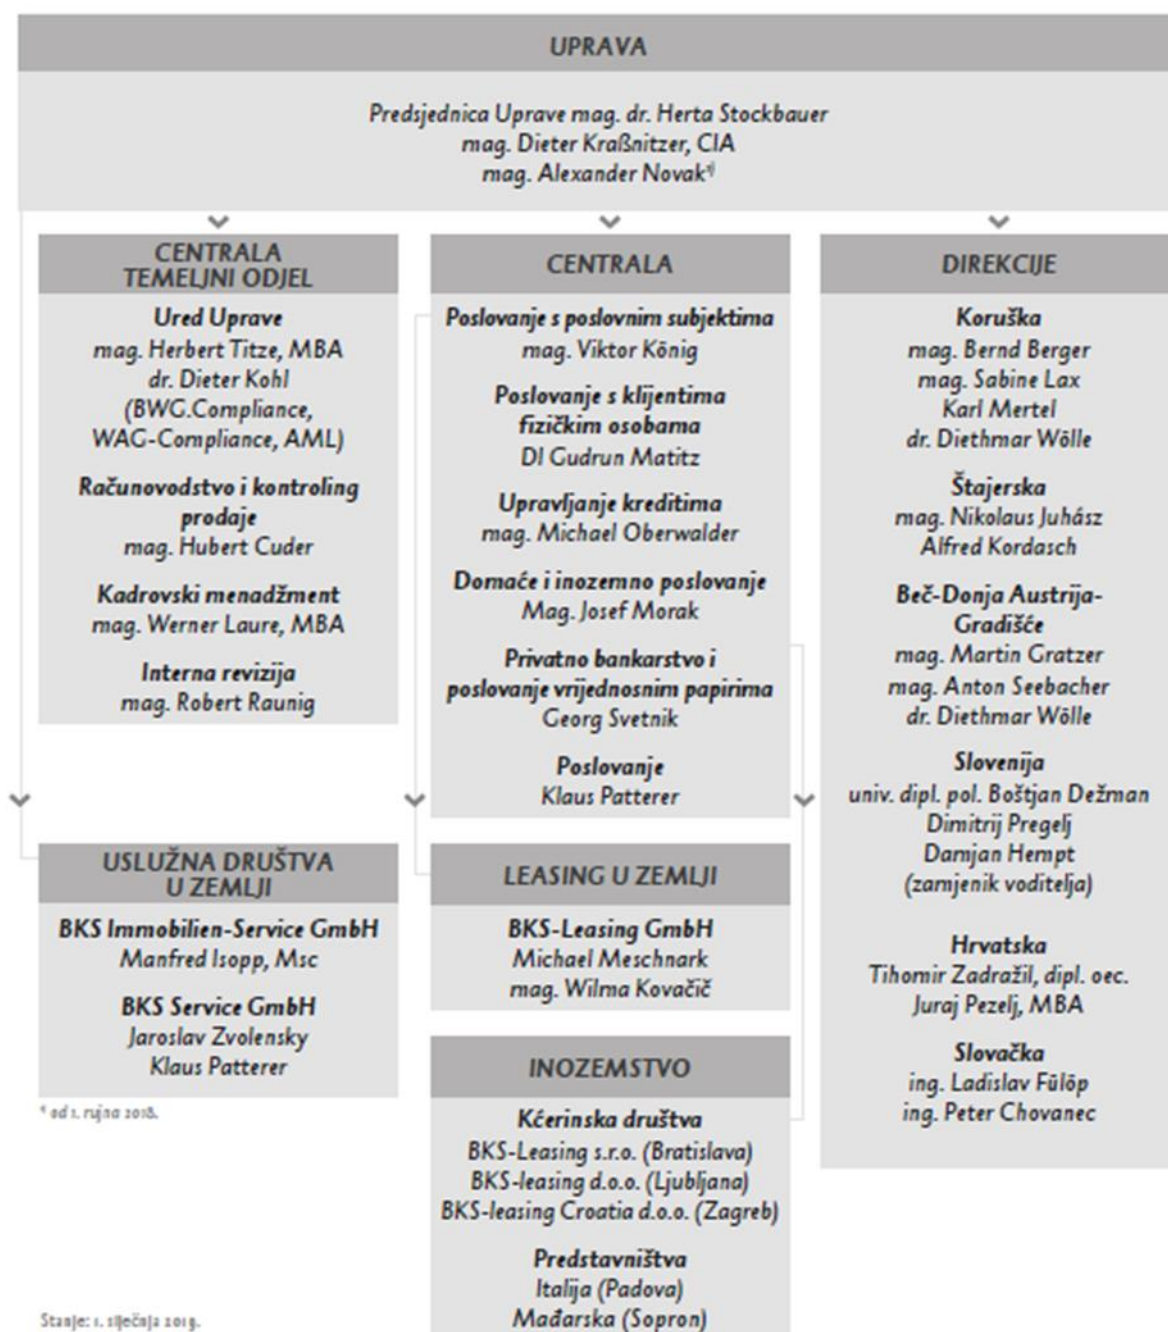 UPRAVA
Predsjednica Uprave mag. dr. Herta Stockbauer
mag. Dieter Kraßnitzer, CIA
mag. Alexander Novak¹⁾
CENTRALA
TEMELJNI ODJEL
Ured Uprave
mag. Herbert Titze, MBA
dr. Dieter Kohl
(BWG.Compliance,
WAG-Compliance, AML)
Računovodstvo i kontroling
prodaje
mag. Hubert Cuder
Kadrovski menadžment
mag. Werner Laure, MBA
Interna revizija
mag. Robert Raunig
CENTRALA
Poslovanje s poslovnim subjektima
mag. Viktor König
Poslovanje s klijentima
fizičkim osobama
DI Gudrun Matitz
Upravljanje kreditima
mag. Michael Oberwalder
Domaće i inozemno poslovanje
Mag. Josef Morak
Privatno bankarstvo i
poslovanje vrijednosnim papirima
Georg Svetnik
Poslovanje
Klaus Patterer
DIREKCIJE
Koruška
mag. Bernd Berger
mag. Sabine Lax
Karl Mertel
dr. Diethmar Wölle
Štajerska
mag. Nikolaus Juhász
Alfred Kordasch
Beč-Donja Austrija-
Gradišće
mag. Martin Gratzer
mag. Anton Seebacher
dr. Diethmar Wölle
Slovenija
univ. dipl. pol. Boštjan Dežman
Dimitrij Pregelj
Damjan Hempt
(zamjenik voditelja)
Hrvatska
Tihomir Zadražil, dipl. oec.
Juraj Pezelj, MBA
Slovačka
ing. Ladislav Fülöp
ing. Peter Chovanec
USLUŽNA DRUŠTVA
U ZEMLJI
BKS Immobilien-Service GmbH
Manfred Isopp, Msc
BKS Service GmbH
Jaroslav Zvolensky
Klaus Patterer
LEASING U ZEMLJI
BKS-Leasing GmbH
Michael Meschnark
mag. Wilma Kovačič
INOZEMSTVO
Kćerinska društva
BKS-Leasing s.r.o. (Bratislava)
BKS-leasing d.o.o. (Ljubljana)
BKS-leasing Croatia d.o.o. (Zagreb)
Predstavništva
Italija (Padova)
Mađarska (Sopron)
¹⁾ od 1. rujna 2018.
Stanje: 1. siječnja 2019.